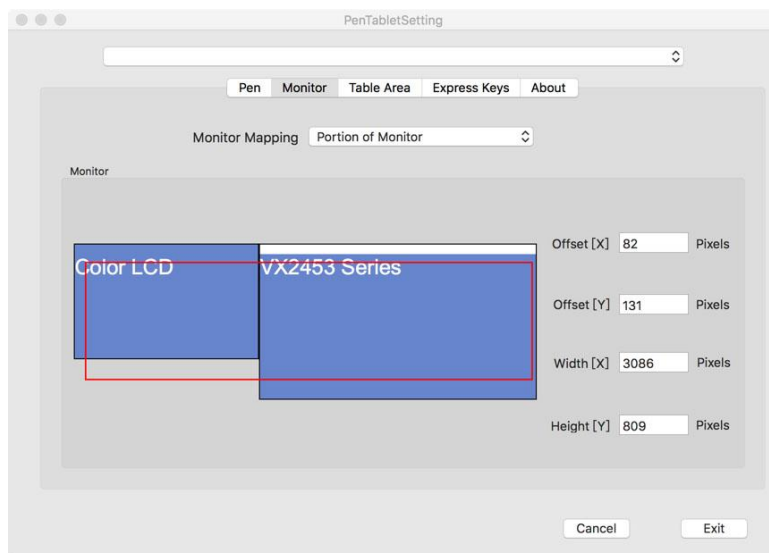 PenTabletSetting
Pen Monitor Table Area Express Keys About
Monitor Mapping Portion of Monitor
Monitor
Color LCD VX2453 Series
Offset [X] 82 Pixels
Offset [Y] 131 Pixels
Width [X] 3086 Pixels
Height [Y] 809 Pixels
Cancel Exit